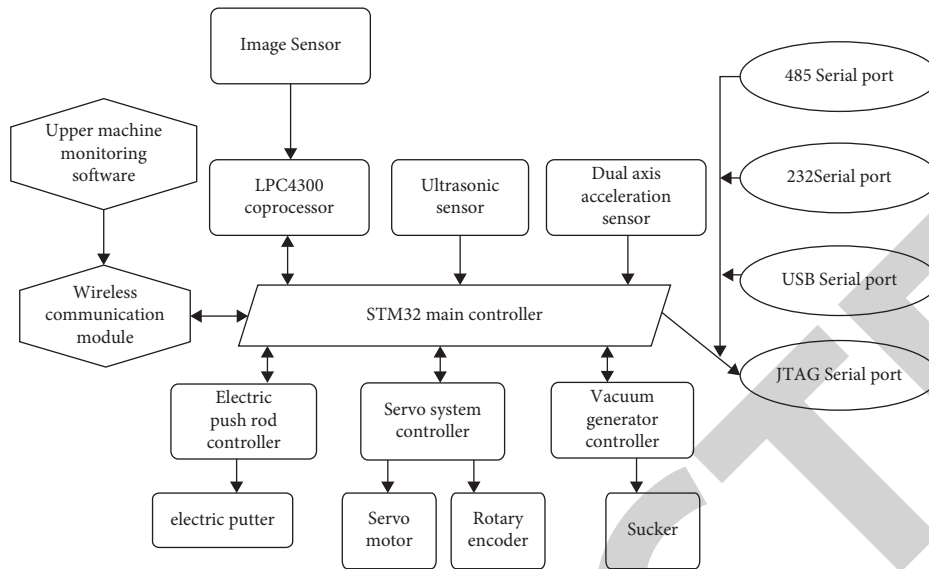 Image Sensor
485 Serial port
Upper machine
monitoring
software
LPC4300
coprocessor
Ultrasonic
sensor
Dual axis
acceleration
sensor
232Serial port
Wireless
communication
module
STM32 main controller
USB Serial port
JTAG Serial port
Electric
push rod
controller
Servo system
controller
Vacuum
generator
controller
electric putter
Servo
motor
Rotary
encoder
Sucker